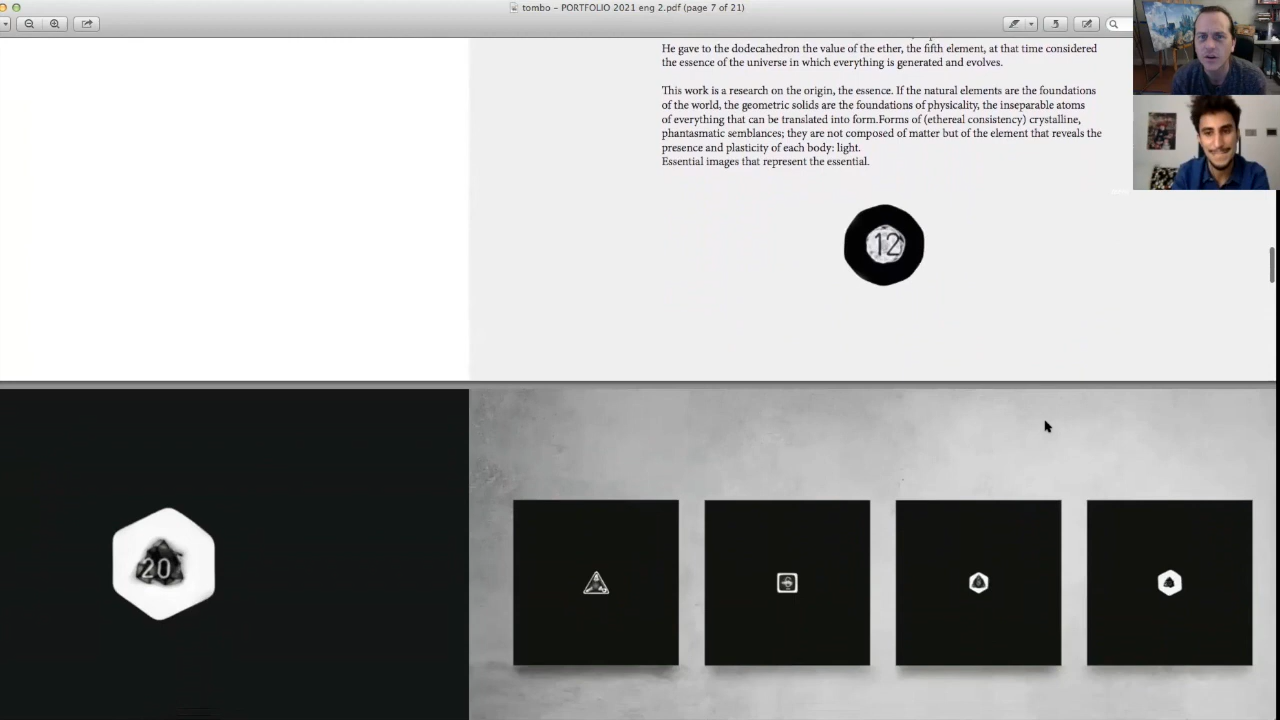 tombo – PORTFOLIO 2021 eng 2.pdf (page 7 of 21)
He gave to the dodecahedron the value of the ether, the fifth element, at that time considered
the essence of the universe in which everything is generated and evolves.
This work is a research on the origin, the essence. If the natural elements are the foundations
of the world, the geometric solids are the foundations of physicality, the inseparable atoms
of everything that can be translated into form.Forms of (ethereal consistency) crystalline,
phantasmatic semblances; they are not composed of matter but of the element that reveals the
presence and plasticity of each body: light.
Essential images that represent the essential.
12
20